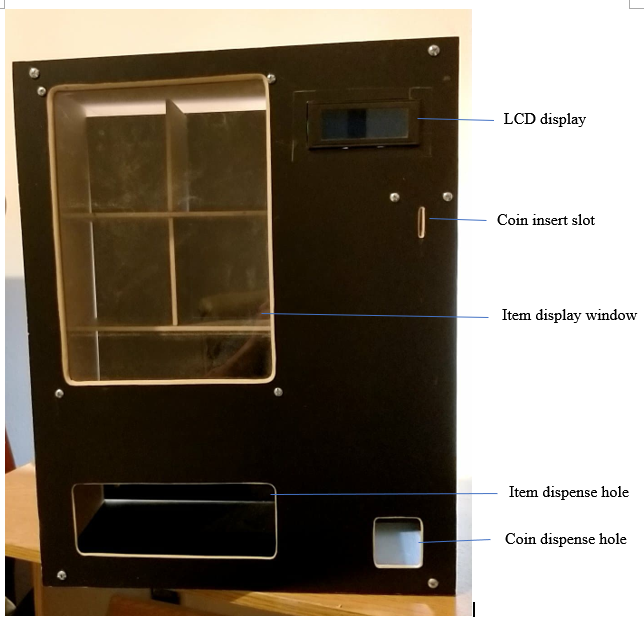 LCD display
Coin insert slot
Item display window
Item dispense hole
Coin dispense hole